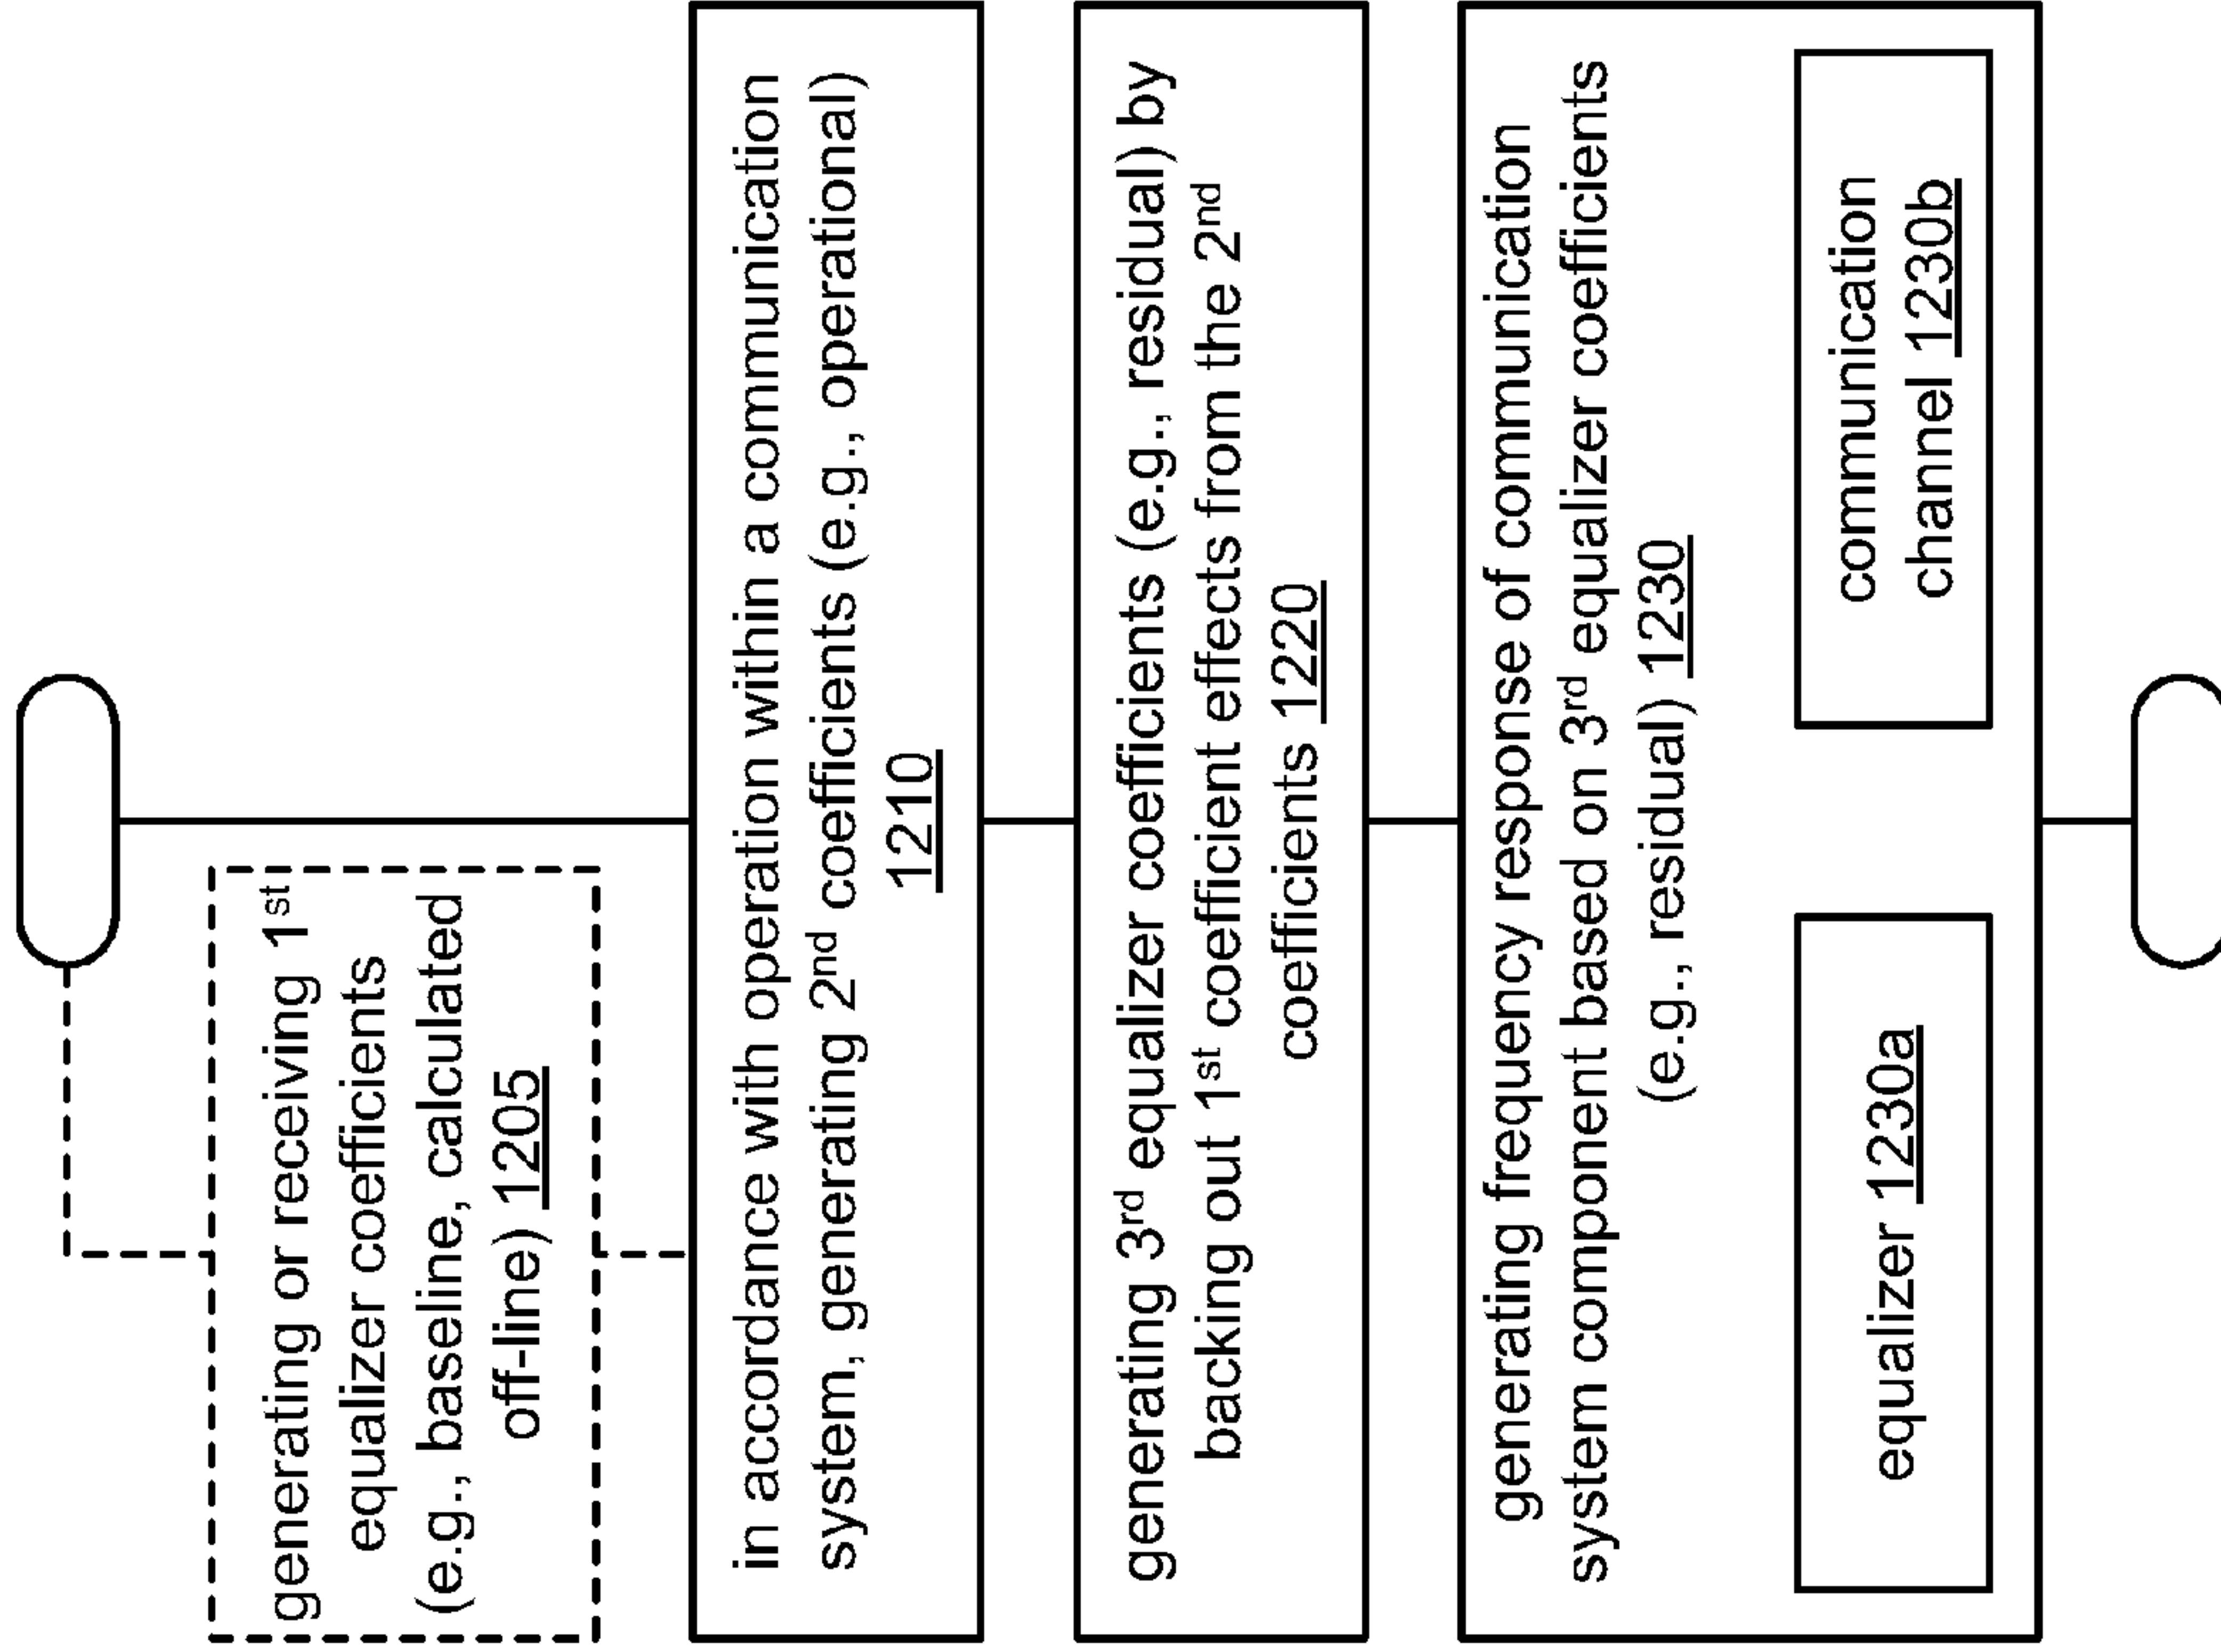 generating or receiving 1st
equalizer coefficients
(e.g., baseline, calculated
off-line) 1205
in accordance with operation within a communication
system, generating 2nd coefficients (e.g., operational)
1210
generating 3rd equalizer coefficients (e.g., residual) by
backing out 1st coefficient effects from the 2nd
coefficients 1220
generating frequency response of communication
system component based on 3rd equalizer coefficients
(e.g., residual) 1230
equalizer 1230a
communication
channel 1230b